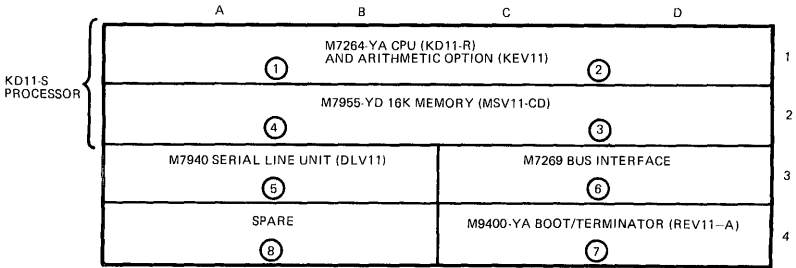 A B C D
M7264-YA CPU (KD11-R)
AND ARITHMETIC OPTION (KEV11)
1 2
1
KD11-S
PROCESSOR
M7955-YD 16K MEMORY (MSV11-CD)
4 3
2
M7940 SERIAL LINE UNIT (DLV11) M7269 BUS INTERFACE
5 6
3
SPARE M9400-YA BOOT/TERMINATOR (REV11-A)
8 7
4